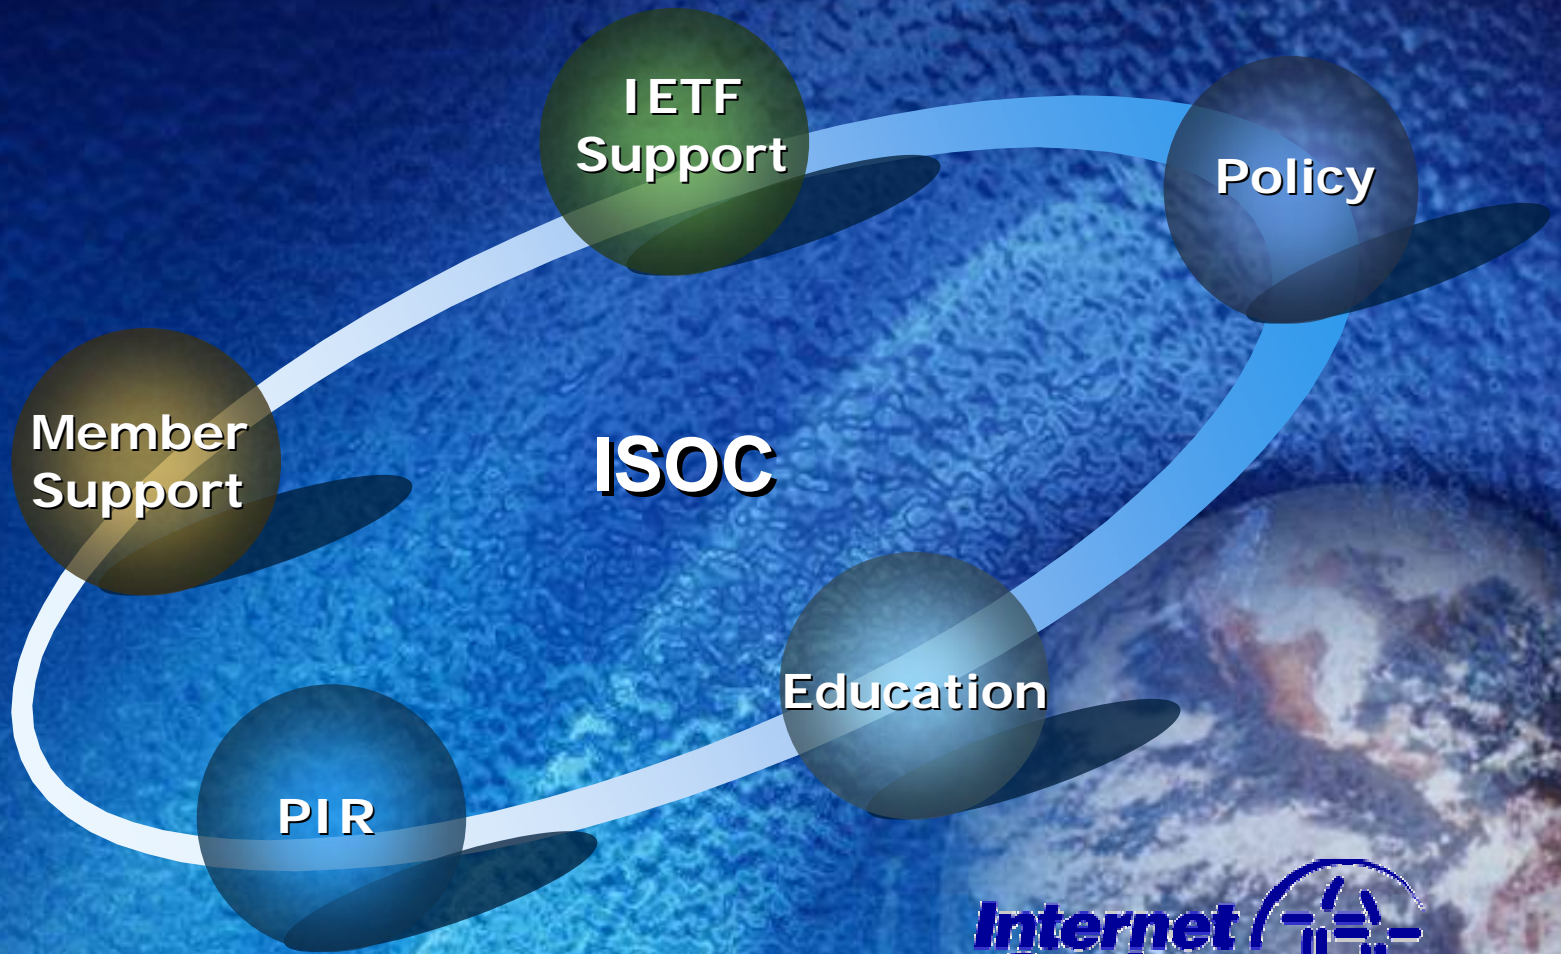 IETF
Support
Policy
Member
Support
ISOC
Education
PIR
Internet